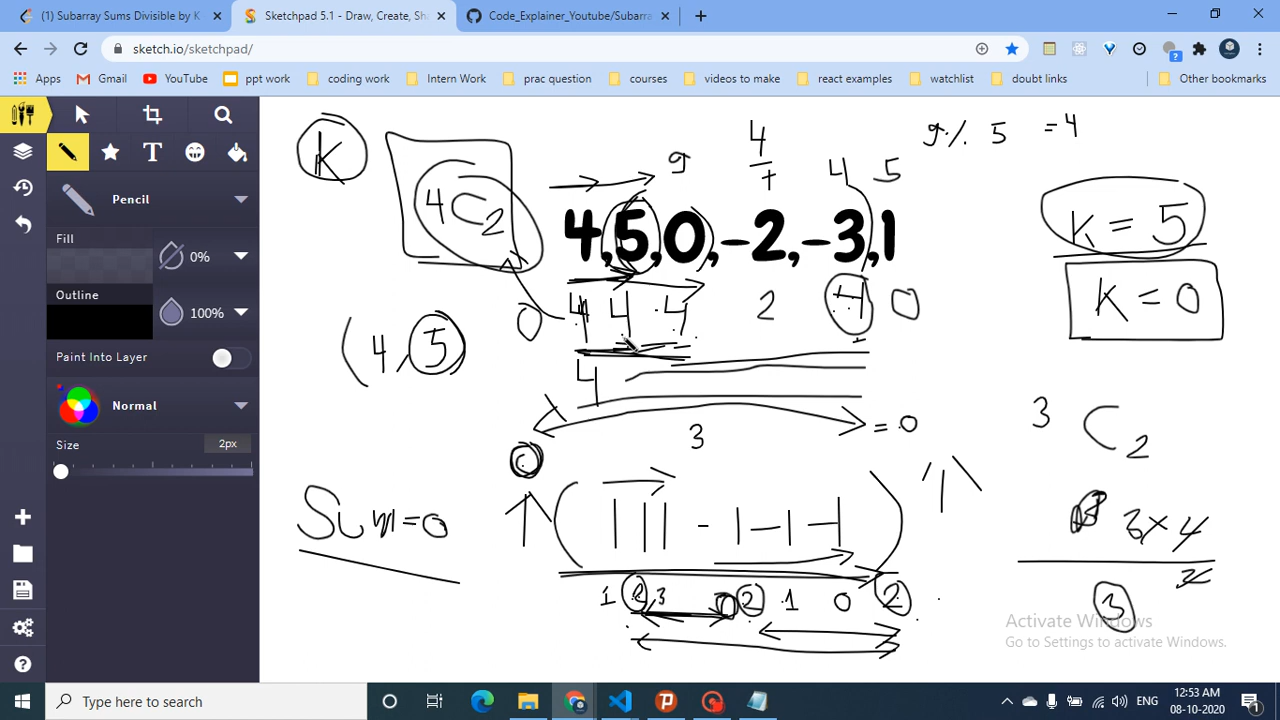 (1) Subarray Sums Divisible by K
Sketchpad 5.1 - Draw, Create, Sha
Code_Explainer_Youtube/Subarra
sketch.io/sketchpad/
Apps
Gmail
YouTube
ppt work
coding work
Intern Work
prac question
courses
videos to make
react examples
watchlist
doubt links
Other bookmarks
Pencil
Fill
0%
Outline
100%
Paint Into Layer
Normal
Size
2px
K
4C2
9
4
4 5
9 % 5 = 4
4,5,0,-2,-3,1
K = 5
K = 0
0 4 4 4 2 4 0
(4, 5)
4
3 = 0
3 C 2
Sum=0
(111 - 1 - 1 - 1)
3 × 4
2
3
1 2 3 2 1 0 2
Activate Windows
Go to Settings to activate Windows.
Type here to search
ENG
12:53 AM
08-10-2020